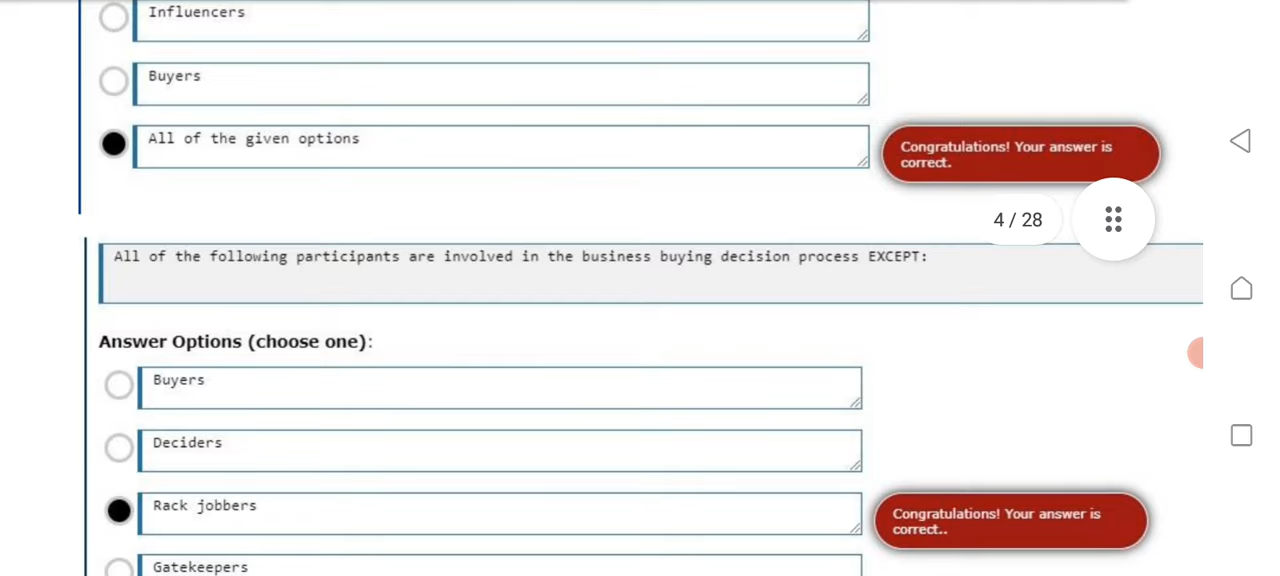 Influencers
Buyers
All of the given options
Congratulations! Your answer is
correct.
4 / 28
All of the following participants are involved in the business buying decision process EXCEPT:
Answer Options (choose one):
Buyers
Deciders
Rack jobbers
Congratulations! Your answer is
correct..
Gatekeepers